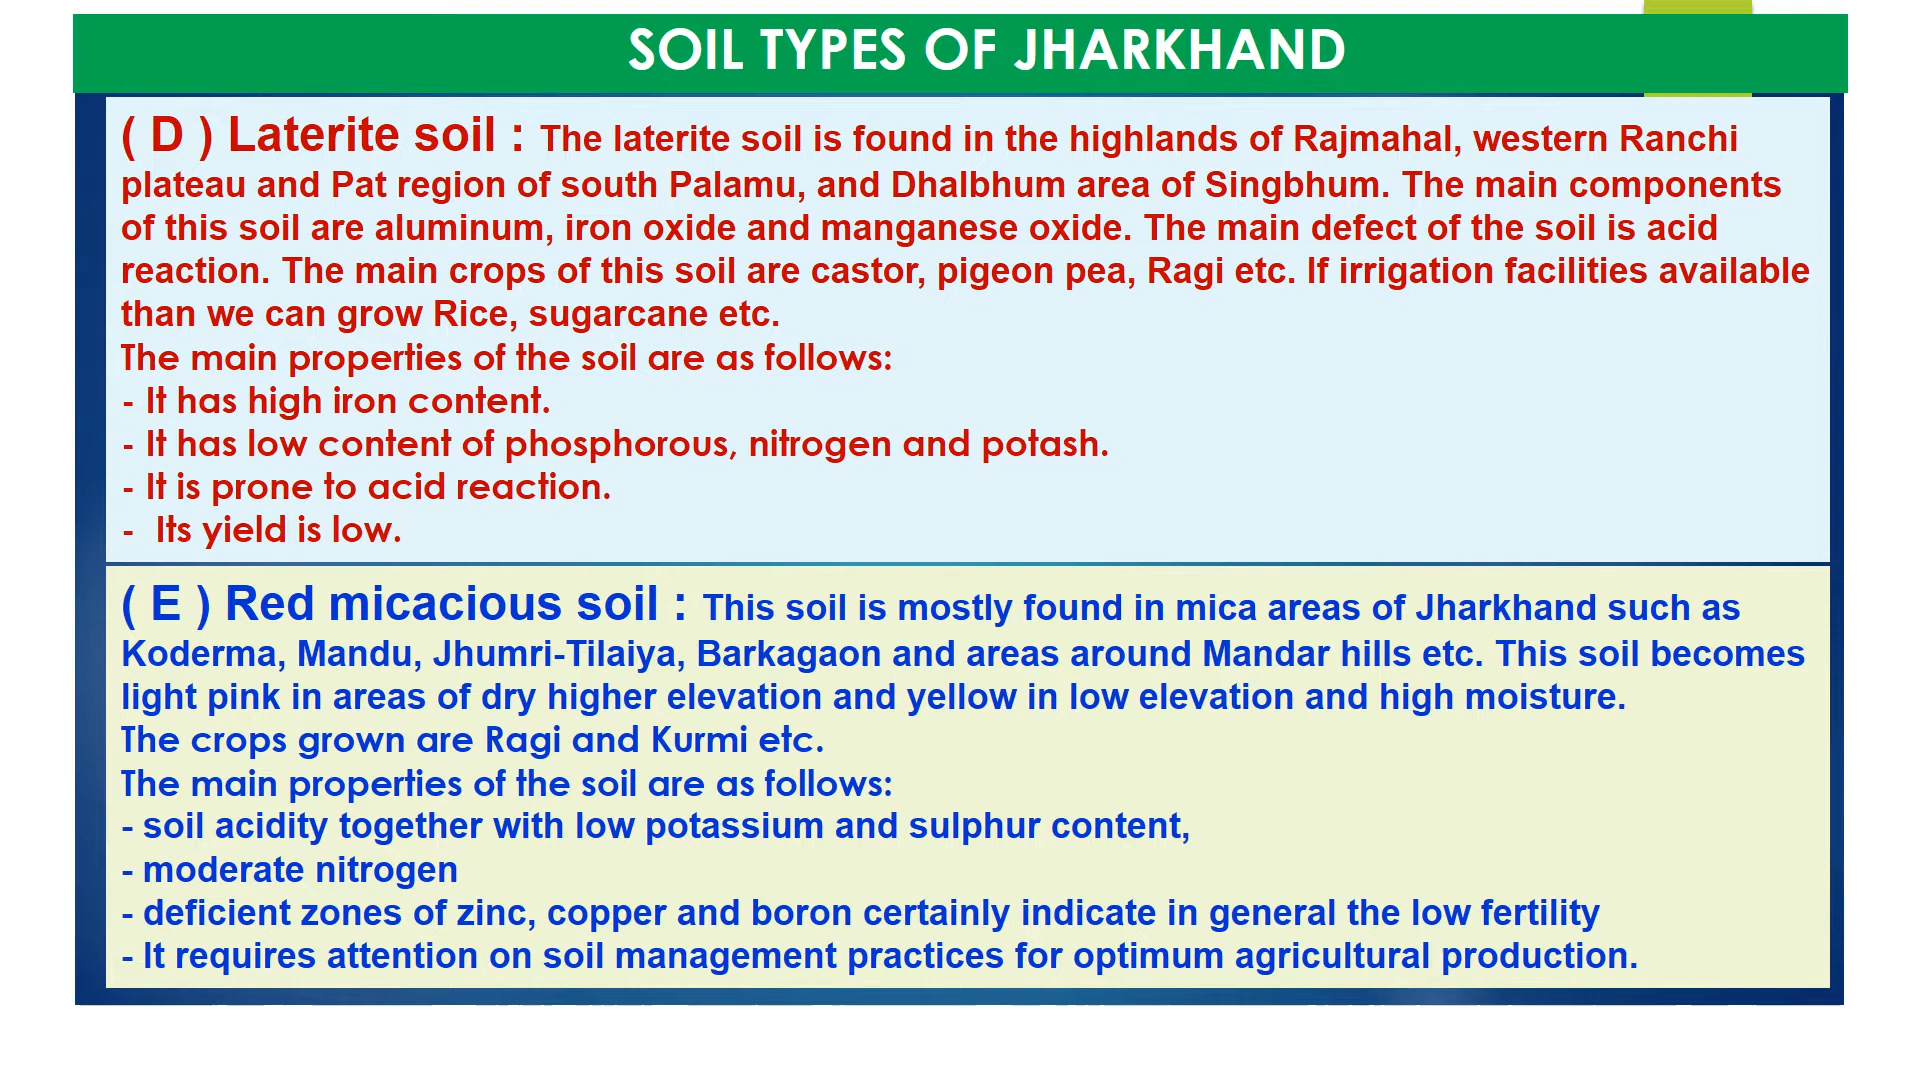 SOIL TYPES OF JHARKHAND
( D ) Laterite soil : The laterite soil is found in the highlands of Rajmahal, western Ranchi
plateau and Pat region of south Palamu, and Dhalbhum area of Singbhum. The main components
of this soil are aluminum, iron oxide and manganese oxide. The main defect of the soil is acid
reaction. The main crops of this soil are castor, pigeon pea, Ragi etc. If irrigation facilities available
than we can grow Rice, sugarcane etc.
The main properties of the soil are as follows:
- It has high iron content.
- It has low content of phosphorous, nitrogen and potash.
- It is prone to acid reaction.
- Its yield is low.
( E ) Red micacious soil : This soil is mostly found in mica areas of Jharkhand such as
Koderma, Mandu, Jhumri-Tilaiya, Barkagaon and areas around Mandar hills etc. This soil becomes
light pink in areas of dry higher elevation and yellow in low elevation and high moisture.
The crops grown are Ragi and Kurmi etc.
The main properties of the soil are as follows:
- soil acidity together with low potassium and sulphur content,
- moderate nitrogen
- deficient zones of zinc, copper and boron certainly indicate in general the low fertility
- It requires attention on soil management practices for optimum agricultural production.